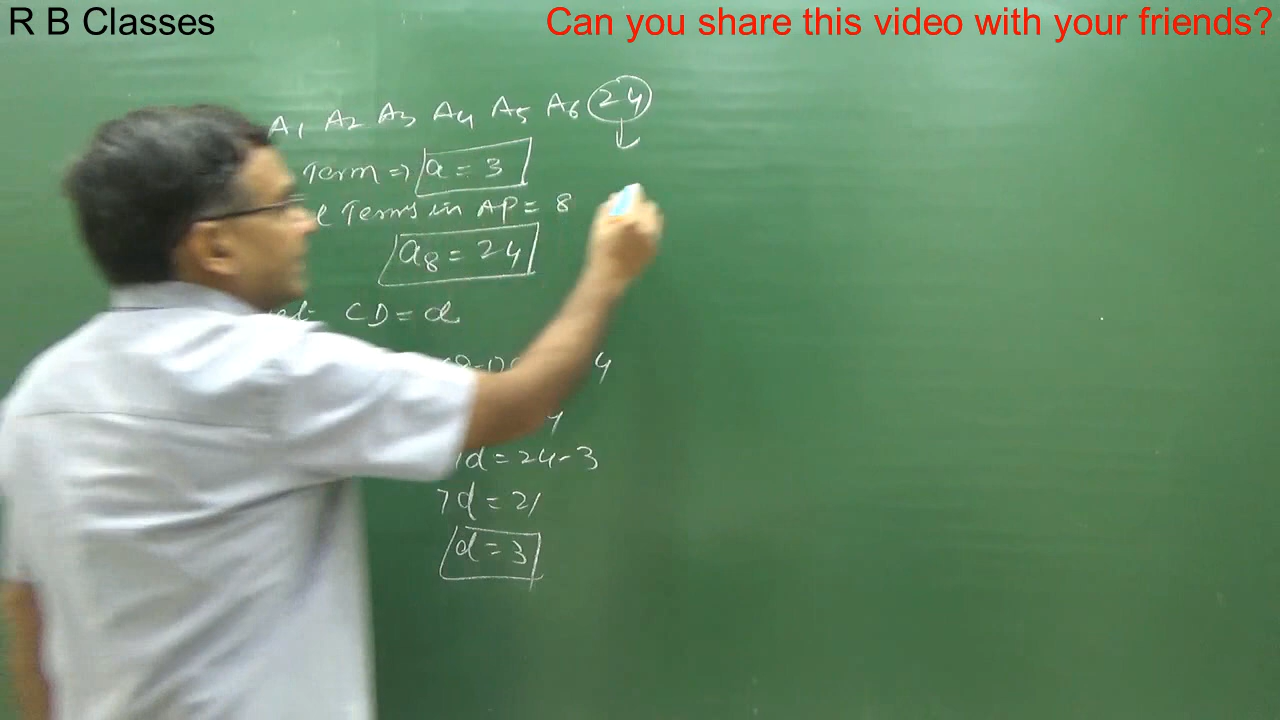 R B Classes
Can you share this video with your friends?
A1 A2 A3 A4 A5 A6 24
Term => a = 3
Terms in AP = 8
a8 = 24
CD = d
4
d = 24 - 3
7d = 21
d = 3